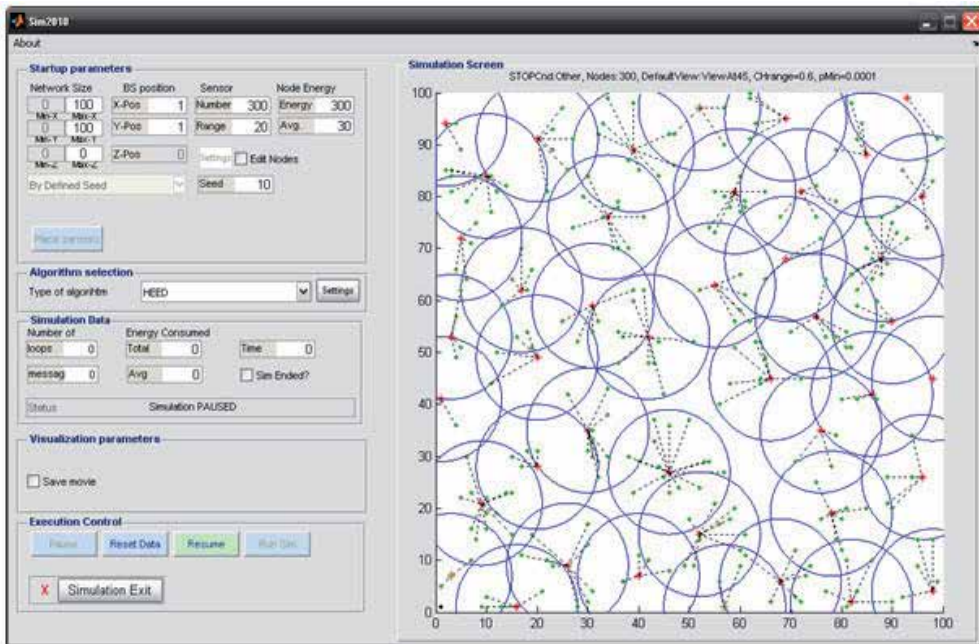 Sim2010
About
Startup parameters
Network Size BS position Sensor Node Energy
0 100 X-Pos 1 Number 300 Energy 300
Min-X Max-X
0 100 Y-Pos 1 Range 20 Avg. 30
Min-Y Max-Y
0 0 Z-Pos 0 Settings Edit Nodes
Min-Z Max-Z
By Defined Seed Seed 10
Place sensors
Algorithm selection
Type of algorihtm HEED Settings
Simulation Data
Number of Energy Consumed
loops 0 Total 0 Time 0
messag 0 Avg 0 Sim Ended?
Status Simulation PAUSED
Visualization parameters
Save movie
Execution Control
Pause Reset Data Resume Run Sim
X Simulation Exit
Simulation Screen
STOPCnd:Other, Nodes:300, DefaultView:ViewAt45, CHrange=0.6, pMin=0.0001
100
90
80
70
60
50
40
30
20
10
0
0 10 20 30 40 50 60 70 80 90 100